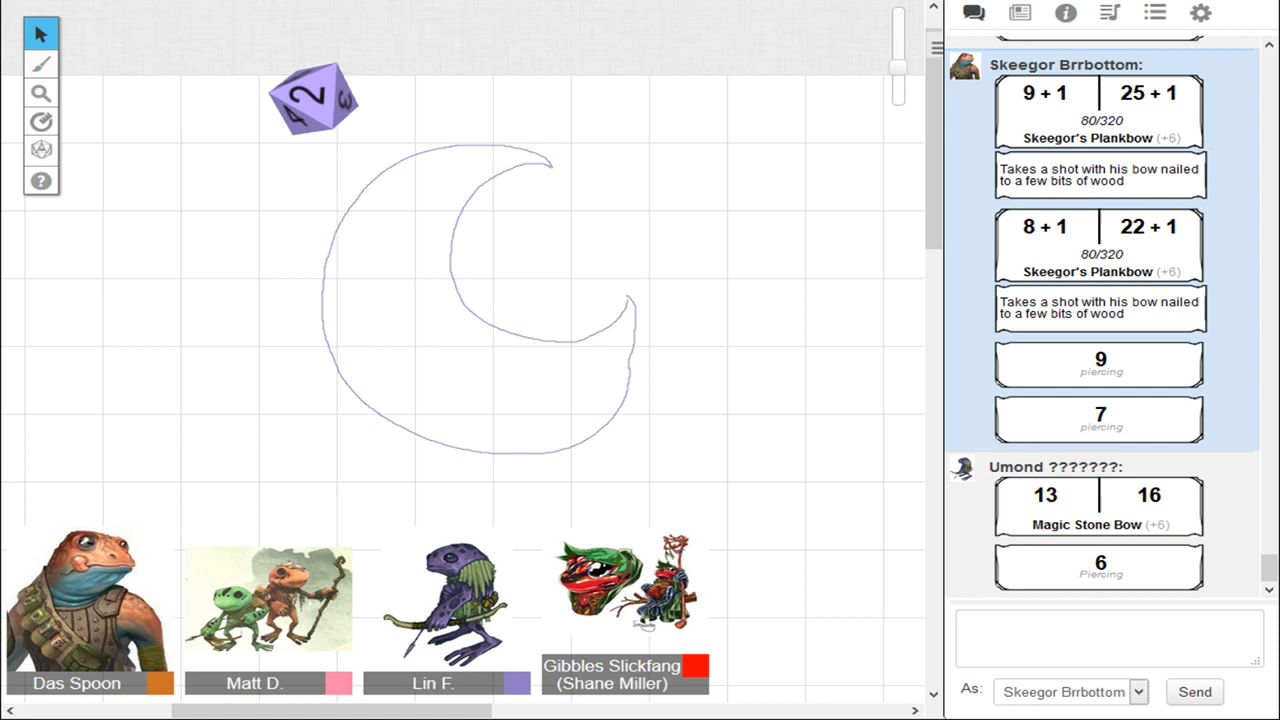 2
4
3
Skeegor Brrbottom:
9 + 1 25 + 1
80/320
Skeegor's Plankbow (+6)
Takes a shot with his bow nailed
to a few bits of wood
8 + 1 22 + 1
80/320
Skeegor's Plankbow (+6)
Takes a shot with his bow nailed
to a few bits of wood
9
piercing
7
piercing
Umond ???????:
13 16
Magic Stone Bow (+6)
6
Piercing
As: Skeegor Brrbottom Send
Das Spoon
Matt D.
Lin F.
Gibbles Slickfang
(Shane Miller)